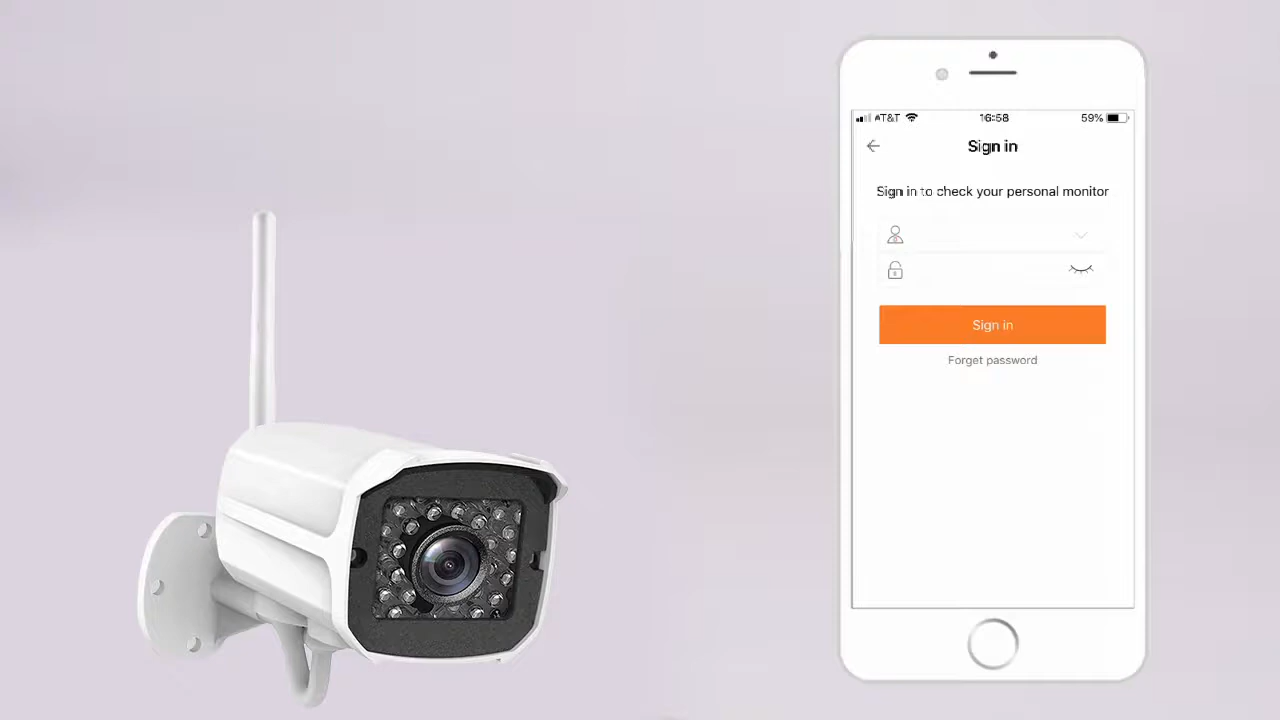 AT&T 16:58 59%
Sign in
Sign in to check your personal monitor
Sign in
Forget password